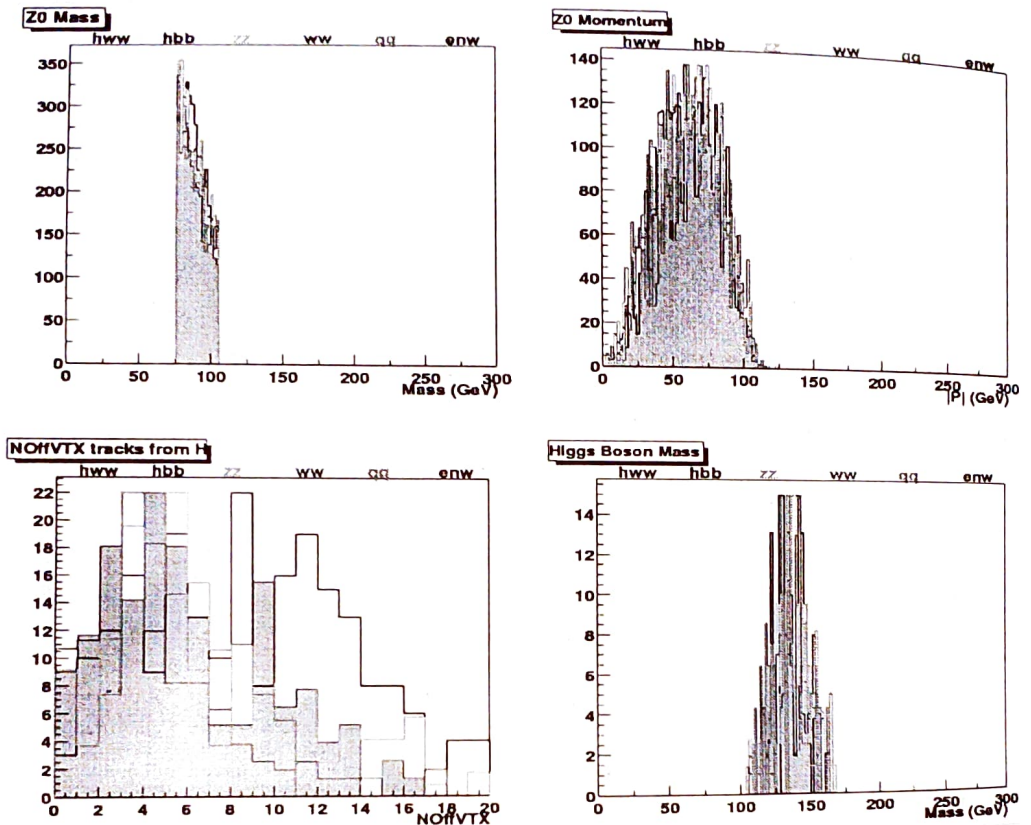 Z0 Mass
hww hbb zz ww qq enw
350
300
250
200
150
100
50
0
0 50 100 150 200 250 300
Mass (GeV)
Z0 Momentum
hww hbb zz ww qq enw
140
120
100
80
60
40
20
0
0 50 100 150 200 250 300
|P| (GeV)
NOffVTX tracks from H
hww hbb zz ww qq enw
22
20
18
16
14
12
10
8
6
4
2
0
0 2 4 6 8 10 12 14 16 18 20
NOffVTX
Higgs Boson Mass
hww hbb zz ww qq enw
14
12
10
8
6
4
2
0
0 50 100 150 200 250 300
Mass (GeV)